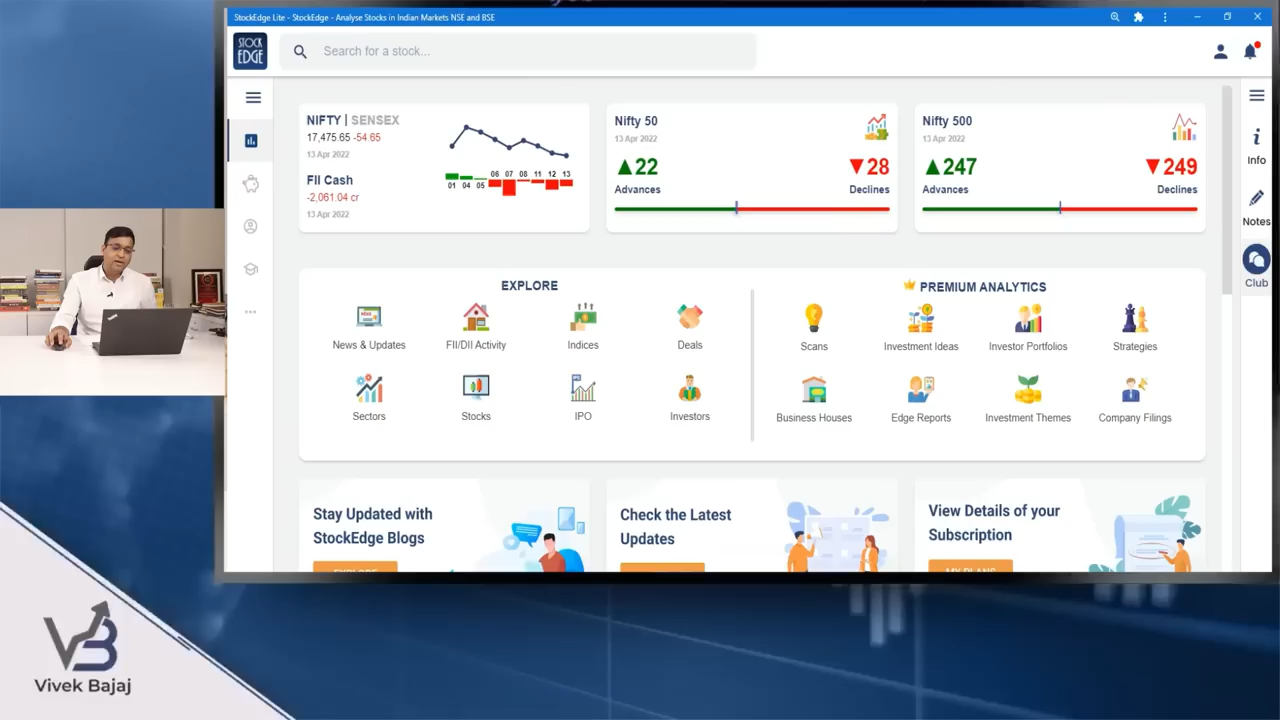 StockEdge Lite - StockEdge - Analyse Stocks in Indian Markets NSE and BSE
STOCK
EDGE
Search for a stock...
NIFTY | SENSEX
17,475.65 -54.65
13 Apr 2022
FII Cash
-2,061.04 cr
13 Apr 2022
06 07 08 11 12 13
01 04 05
Nifty 50
13 Apr 2022
▲22
▼28
Advances
Declines
Nifty 500
13 Apr 2022
▲247
▼249
Advances
Declines
Info
Notes
Club
EXPLORE
News & Updates
FII/DII Activity
Indices
Deals
Sectors
Stocks
IPO
Investors
PREMIUM ANALYTICS
Scans
Investment Ideas
Investor Portfolios
Strategies
Business Houses
Edge Reports
Investment Themes
Company Filings
Stay Updated with
StockEdge Blogs
EXPLORE
Check the Latest
Updates
View Details of your
Subscription
MY PLANS
VB
Vivek Bajaj